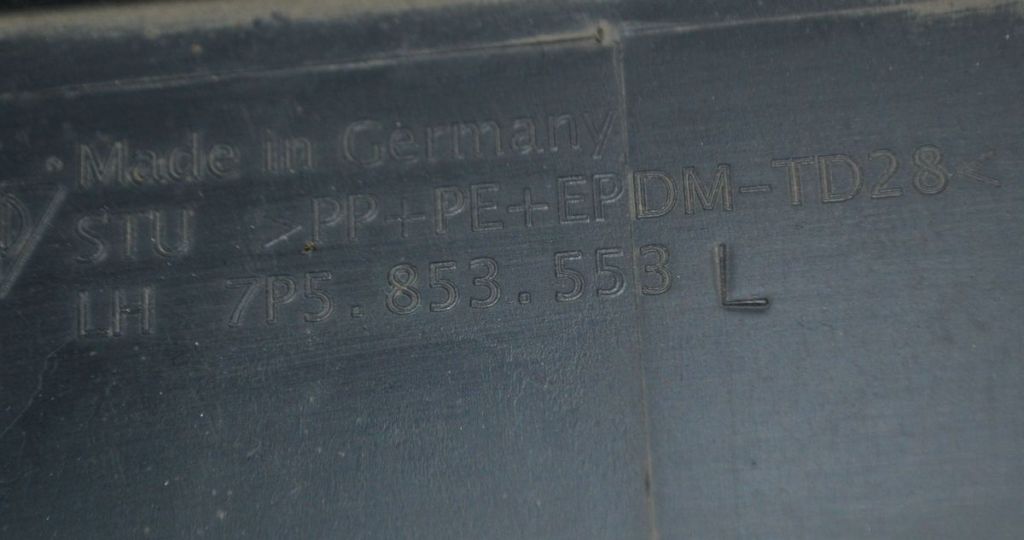 Made in Germany
STU >PP+PE+EPDM-TD28<
LH 7P5.853.553 L